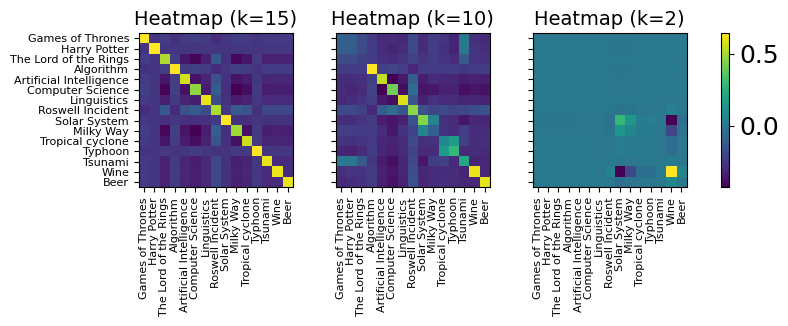 Heatmap (k=15)
Heatmap (k=10)
Heatmap (k=2)
Games of Thrones
Harry Potter
The Lord of the Rings
Algorithm
Artificial Intelligence
Computer Science
Linguistics
Roswell Incident
Solar System
Milky Way
Tropical cyclone
Typhoon
Tsunami
Wine
Beer
0.5
0.0
Games of Thrones
Harry Potter
The Lord of the Rings
Algorithm
Artificial Intelligence
Computer Science
Linguistics
Roswell Incident
Solar System
Milky Way
Tropical cyclone
Typhoon
Tsunami
Wine
Beer
Games of Thrones
Harry Potter
The Lord of the Rings
Algorithm
Artificial Intelligence
Computer Science
Linguistics
Roswell Incident
Solar System
Milky Way
Tropical cyclone
Typhoon
Tsunami
Wine
Beer
Games of Thrones
Harry Potter
The Lord of the Rings
Algorithm
Artificial Intelligence
Computer Science
Linguistics
Roswell Incident
Solar System
Milky Way
Tropical cyclone
Typhoon
Tsunami
Wine
Beer